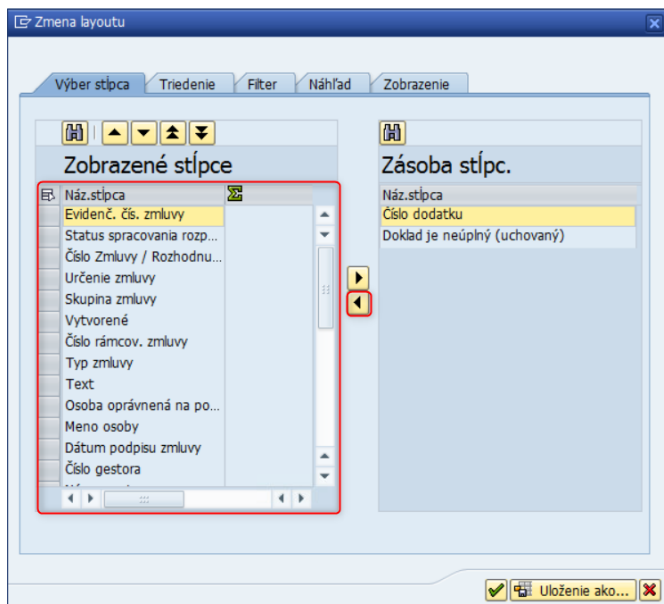 Zmena layoutu
Výber stĺpca Triedenie Filter Náhľad Zobrazenie
Zobrazené stĺpce
Náz.stĺpca
Evidenč. čís. zmluvy
Status spracovania rozp...
Číslo Zmluvy / Rozhodnu...
Určenie zmluvy
Skupina zmluvy
Vytvorené
Číslo rámcov. zmluvy
Typ zmluvy
Text
Osoba oprávnená na po...
Meno osoby
Dátum podpisu zmluvy
Číslo gestora
Zásoba stĺpc.
Náz.stĺpca
Číslo dodatku
Doklad je neúplný (uchovaný)
Uloženie ako...